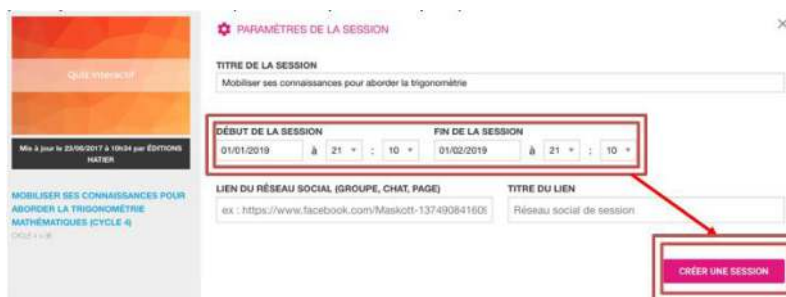 Quiz interactif
Mis à jour le 23/06/2017 à 10h34 par ÉDITIONS
HATIER
MOBILISER SES CONNAISSANCES POUR
ABORDER LA TRIGONOMÉTRIE
MATHÉMATIQUES (CYCLE 4)
PARAMÈTRES DE LA SESSION
TITRE DE LA SESSION
Mobiliser ses connaissances pour aborder la trigonométrie
DÉBUT DE LA SESSION FIN DE LA SESSION
01/01/2019 à 21 : 10 01/02/2019 à 21 : 10
LIEN DU RÉSEAU SOCIAL (GROUPE, CHAT, PAGE) TITRE DU LIEN
ex : https://www.facebook.com/Maskott-137490841609 Réseau social de session
CRÉER UNE SESSION